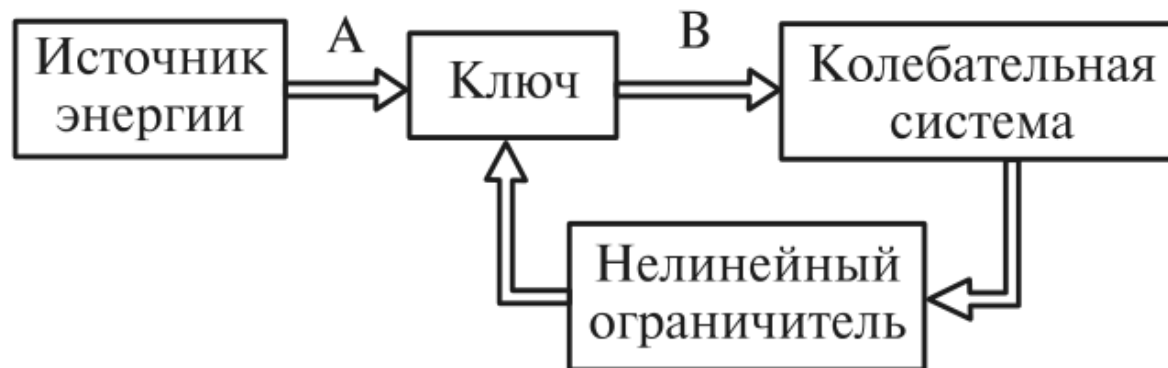 Источник
энергии
A
Ключ
B
Колебательная
система
Нелинейный
ограничитель